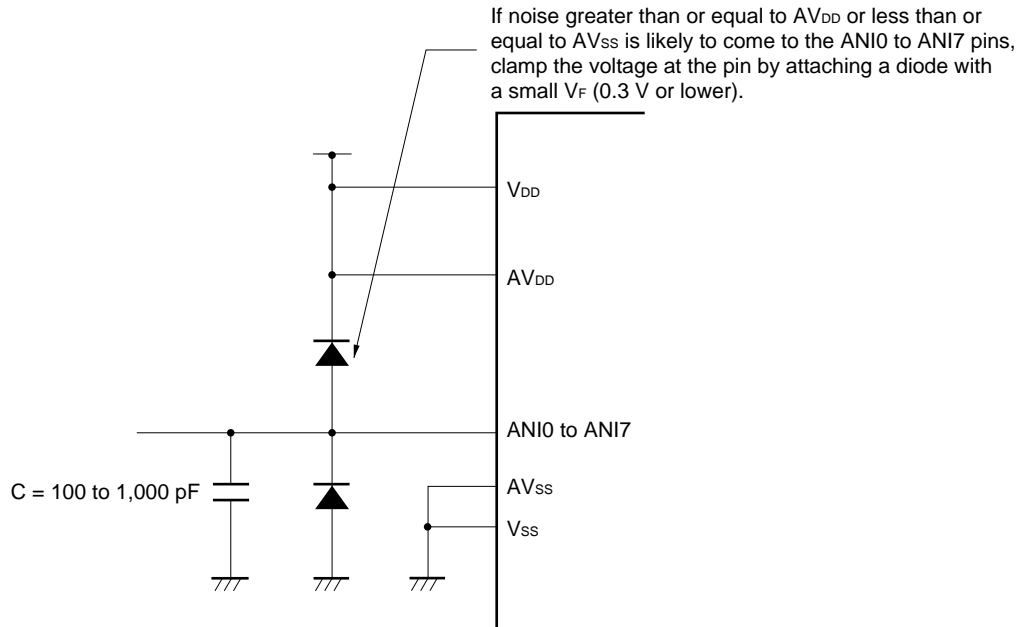 If noise greater than or equal to AVDD or less than or
equal to AVSS is likely to come to the ANI0 to ANI7 pins,
clamp the voltage at the pin by attaching a diode with
a small VF (0.3 V or lower).
VDD
AVDD
ANI0 to ANI7
C = 100 to 1,000 pF
AVSS
VSS